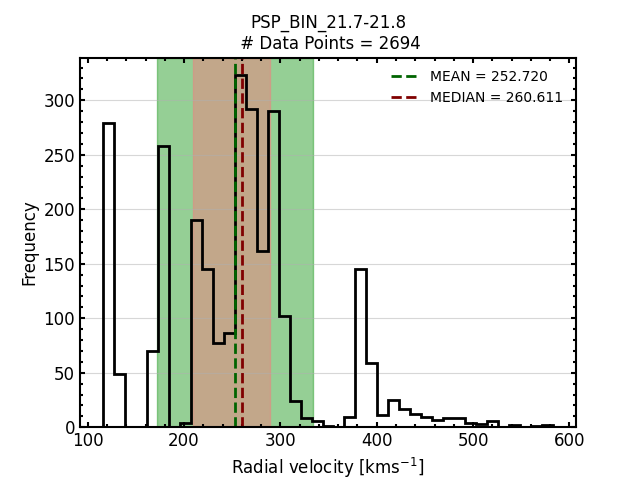 PSP_BIN_21.7-21.8
# Data Points = 2694
MEAN = 252.720
MEDIAN = 260.611
300
250
200
150
100
50
0
Frequency
100 200 300 400 500 600
Radial velocity [kms⁻¹]